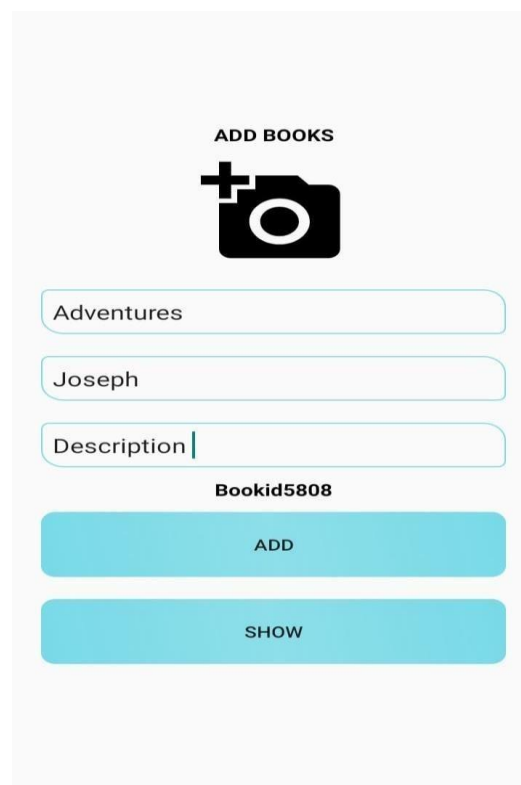 ADD BOOKS
Adventures
Joseph
Description
Bookid5808
ADD
SHOW